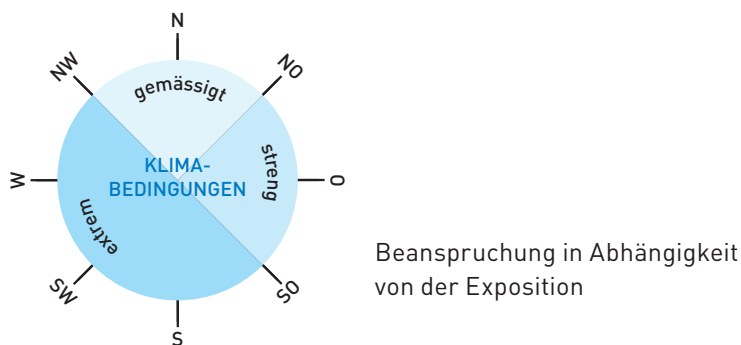 N
NW
NO
gemässigt
KLIMA-
BEDINGUNGEN
streng
W
O
extrem
SW
SO
S
Beanspruchung in Abhängigkeit
von der Exposition